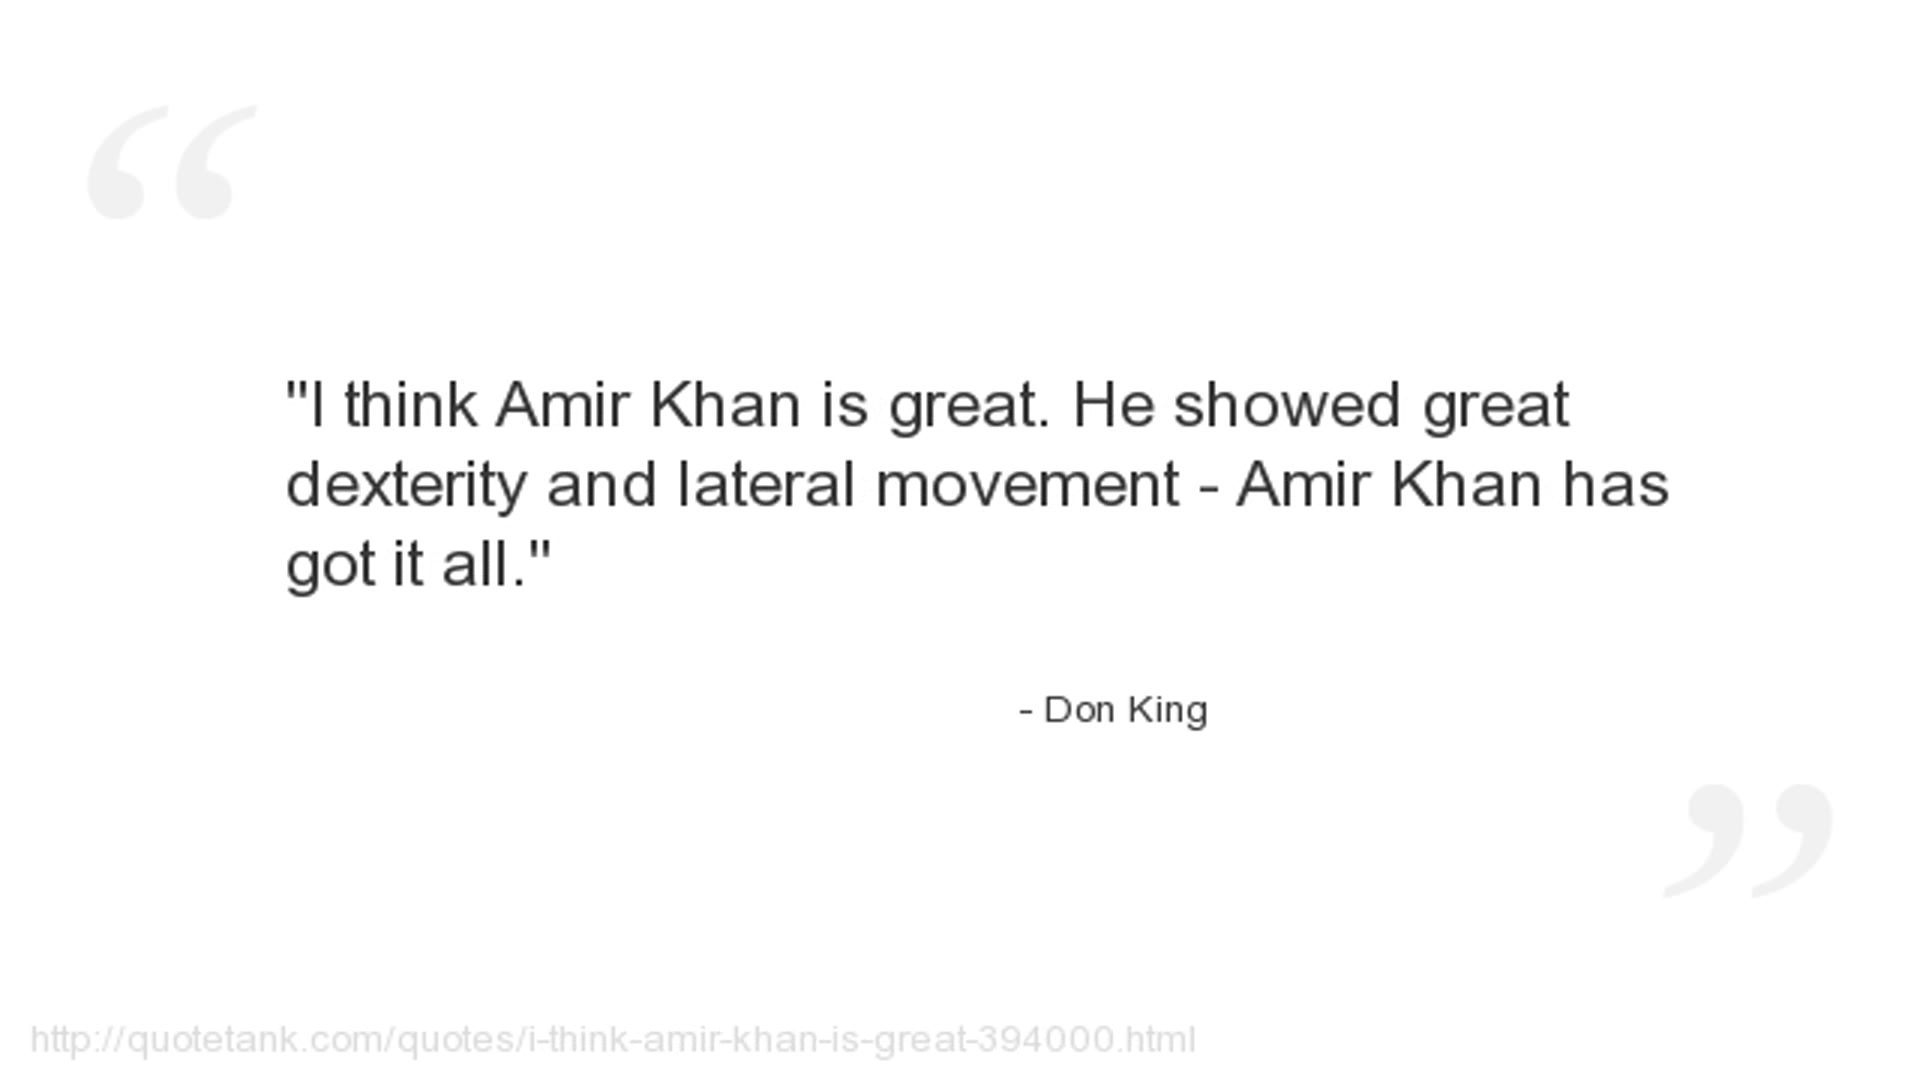 "I think Amir Khan is great. He showed great
dexterity and lateral movement - Amir Khan has
got it all."
- Don King
http://quotetank.com/quotes/i-think-amir-khan-is-great-394000.html